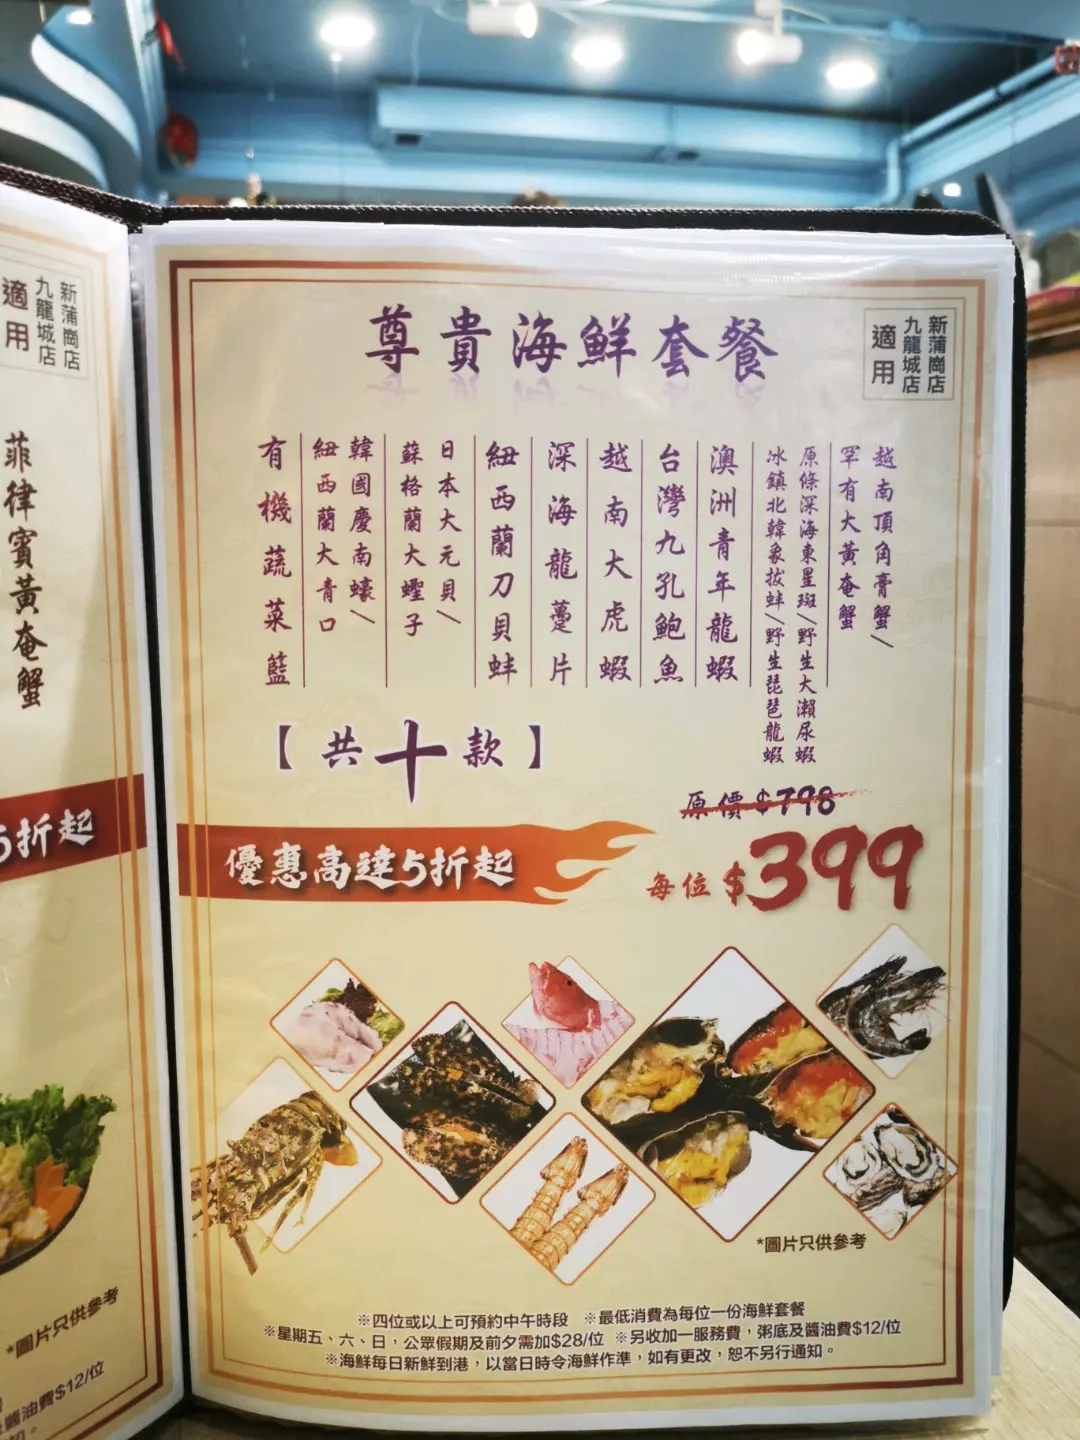 新蒲崗店
九龍城店
適用
菲律賓黃奄蟹
5折起
*圖片只供參考
醬油費$12/位
尊貴海鮮套餐
新蒲崗店
九龍城店
適用
越南頂角膏蟹/
罕有大黃奄蟹
原條深海東星斑/野生大瀨尿蝦
冰鎮北韓象拔蚌/野生琵琶龍蝦
澳洲青年龍蝦
台灣九孔鮑魚
越南大虎蝦
深海龍躉片
紐西蘭刀貝蚌
日本大元貝/
蘇格蘭大蟶子
韓國慶南蠔/
紐西蘭大青口
有機蔬菜籃
【共十款】
原價$798
優惠高達5折起
每位$399
*圖片只供參考
※四位或以上可預約中午時段 ※最低消費為每位一份海鮮套餐
※星期五、六、日，公眾假期及前夕需加$28/位 ※另收加一服務費，粥底及醬油費$12/位
※海鮮每日新鮮到港，以當日時令海鮮作準，如有更改，恕不另行通知。